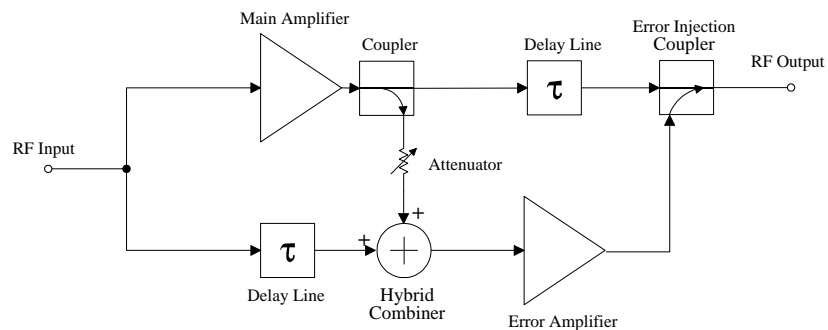 Main Amplifier
Coupler
Delay Line
Error Injection
Coupler
RF Output
τ
RF Input
Attenuator
+
+
τ
+
Delay Line
Hybrid
Combiner
Error Amplifier